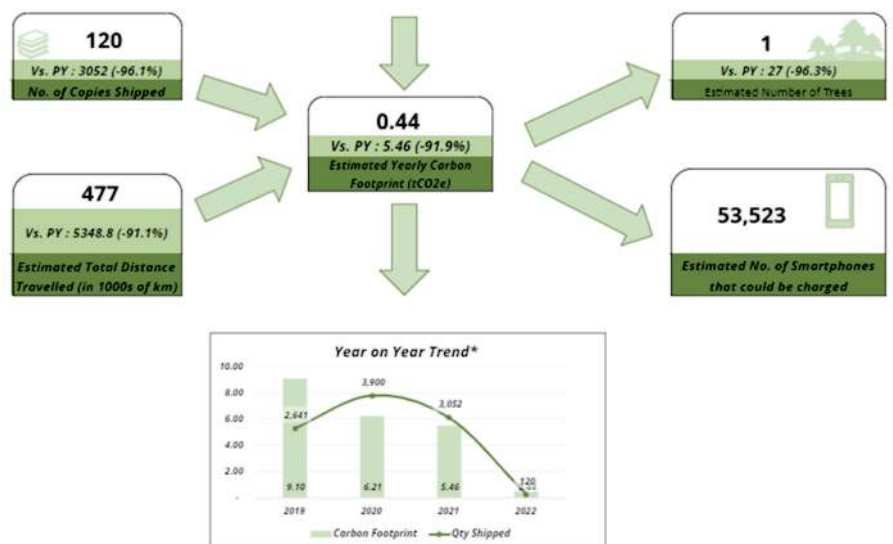 120
Vs. PY : 3052 (-96.1%)
No. of Copies Shipped
1
Vs. PY : 27 (-96.3%)
Estimated Number of Trees
0.44
Vs. PY : 5.46 (-91.9%)
Estimated Yearly Carbon
Footprint (tCO2e)
477
Vs. PY : 5348.8 (-91.1%)
Estimated Total Distance
Travelled (in 1000s of km)
53,523
Estimated No. of Smartphones
that could be charged
Year on Year Trend*
10.00
8.00
6.00
4.00
2.00
-
2,641
3,900
3,052
120
9.10
6.21
5.46
2019
2020
2021
2022
Carbon Footprint
Qty Shipped